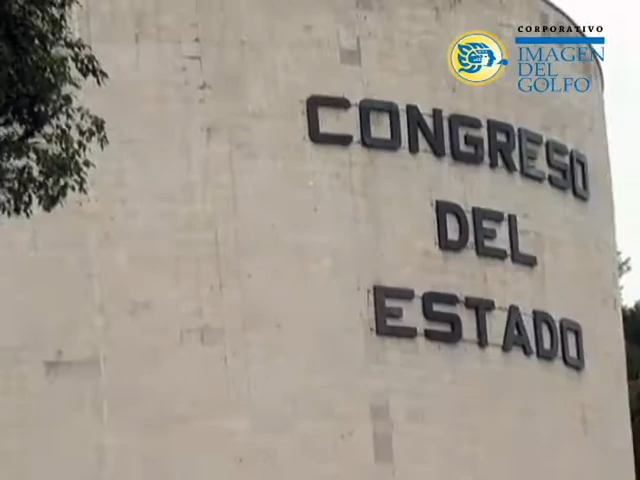 CORPORATIVO
IMAGEN
DEL
GOLFO
CONGRESO
DEL
ESTADO